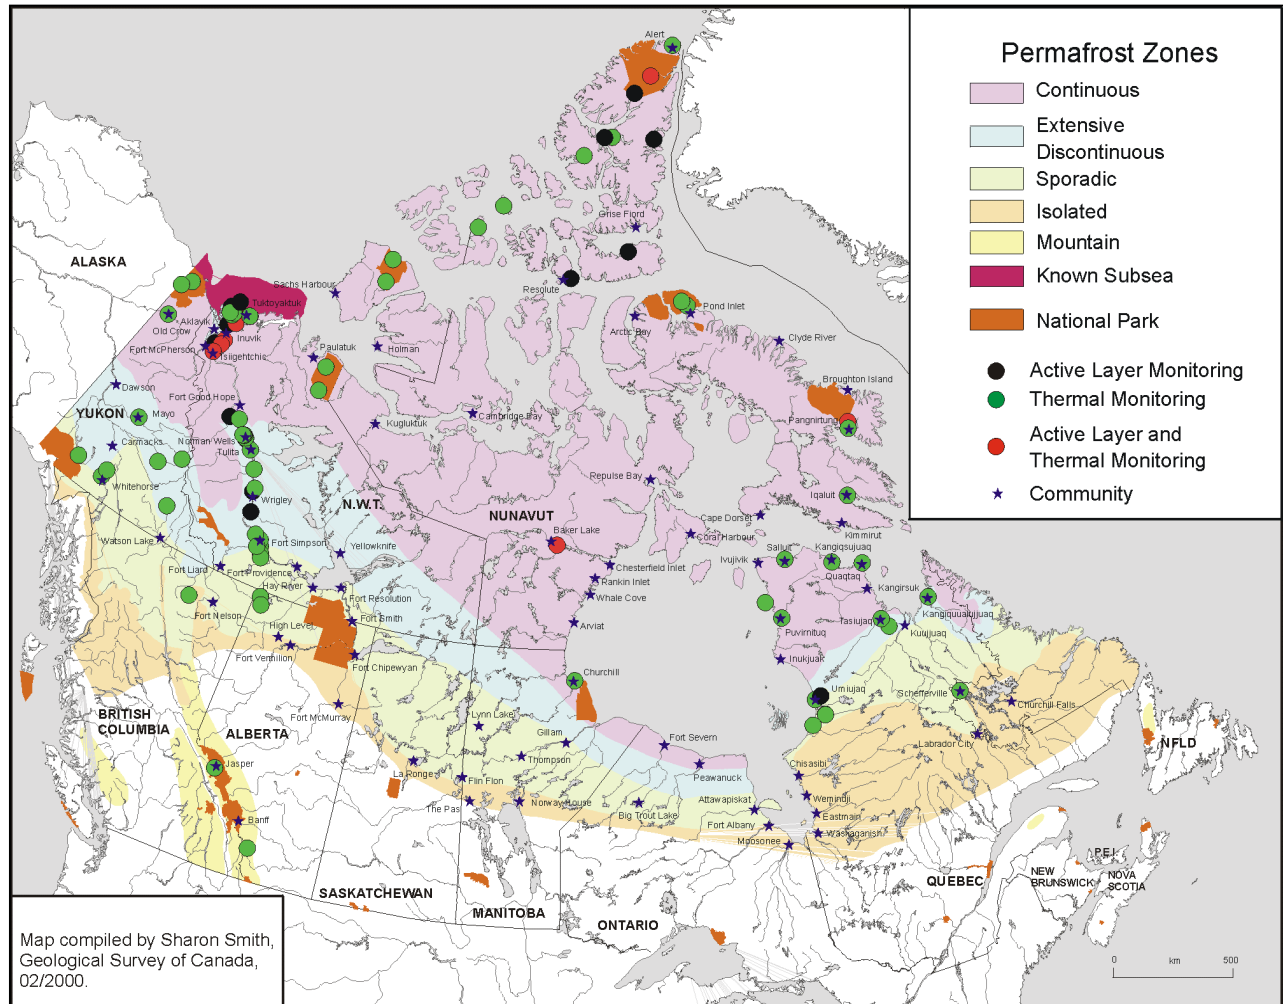 Permafrost Zones
Continuous
Extensive
Discontinuous
Sporadic
Isolated
Mountain
Known Subsea
National Park
Active Layer Monitoring
Thermal Monitoring
Active Layer and
Thermal Monitoring
Community
Alert
Grise Fiord
ALASKA
Sachs Harbour
Resolute
Tuktoyaktuk
Pond Inlet
Aklavik
Arctic Bay
Old Crow
Inuvik
Clyde River
Fort McPherson
Tsiigehtchic
Paulatuk
Holman
Broughton Island
Dawson
Fort Good Hope
YUKON
Mayo
Cambridge Bay
Kugluktuk
Pangnirtung
Carmacks
Norman Wells
Tulita
Repulse Bay
Whitehorse
Wrigley
Iqaluit
N.W.T.
NUNAVUT
Cape Dorset
Kimmirut
Baker Lake
Coral Harbour
Watson Lake
Fort Simpson
Yellowknife
Salluit
Kangiqsujuaq
Ivujivik
Chesterfield Inlet
Fort Liard
Fort Providence
Quaqtaq
Rankin Inlet
Hay River
Kangirsuk
Whale Cove
Fort Resolution
Fort Nelson
Fort Smith
Kangiquualujjuaq
Tasiujaq
High Level
Arviat
Puvirnituq
Kuujjuaq
Fort Vermilion
Fort Chipewyan
Inukjuak
Churchill
Umiujaq
Schefferville
Churchill Falls
BRITISH
COLUMBIA
Fort McMurray
Lynn Lake
ALBERTA
Gillam
Fort Severn
Labrador City
NFLD
Thompson
Jasper
Chisasibi
La Ronge
Flin Flon
Peawanuck
Wemindji
The Pas
Norway House
Attawapiskat
Big Trout Lake
Eastmain
Banff
Fort Albany
Waskaganish
Moosonee
P.E.I.
QUEBEC
NEW
BRUNSWICK
NOVA
SCOTIA
SASKATCHEWAN
MANITOBA
ONTARIO
Map compiled by Sharon Smith,
Geological Survey of Canada,
02/2000.
0 km 500